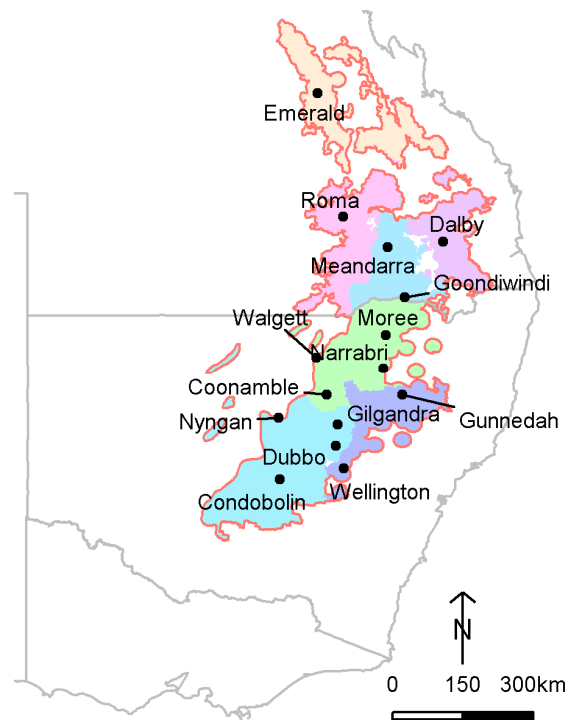 Emerald
Roma
Dalby
Meandarra
Goondiwindi
Walgett
Moree
Narrabri
Coonamble
Nyngan
Gilgandra
Gunnedah
Dubbo
Condobolin
Wellington
N
0 150 300km